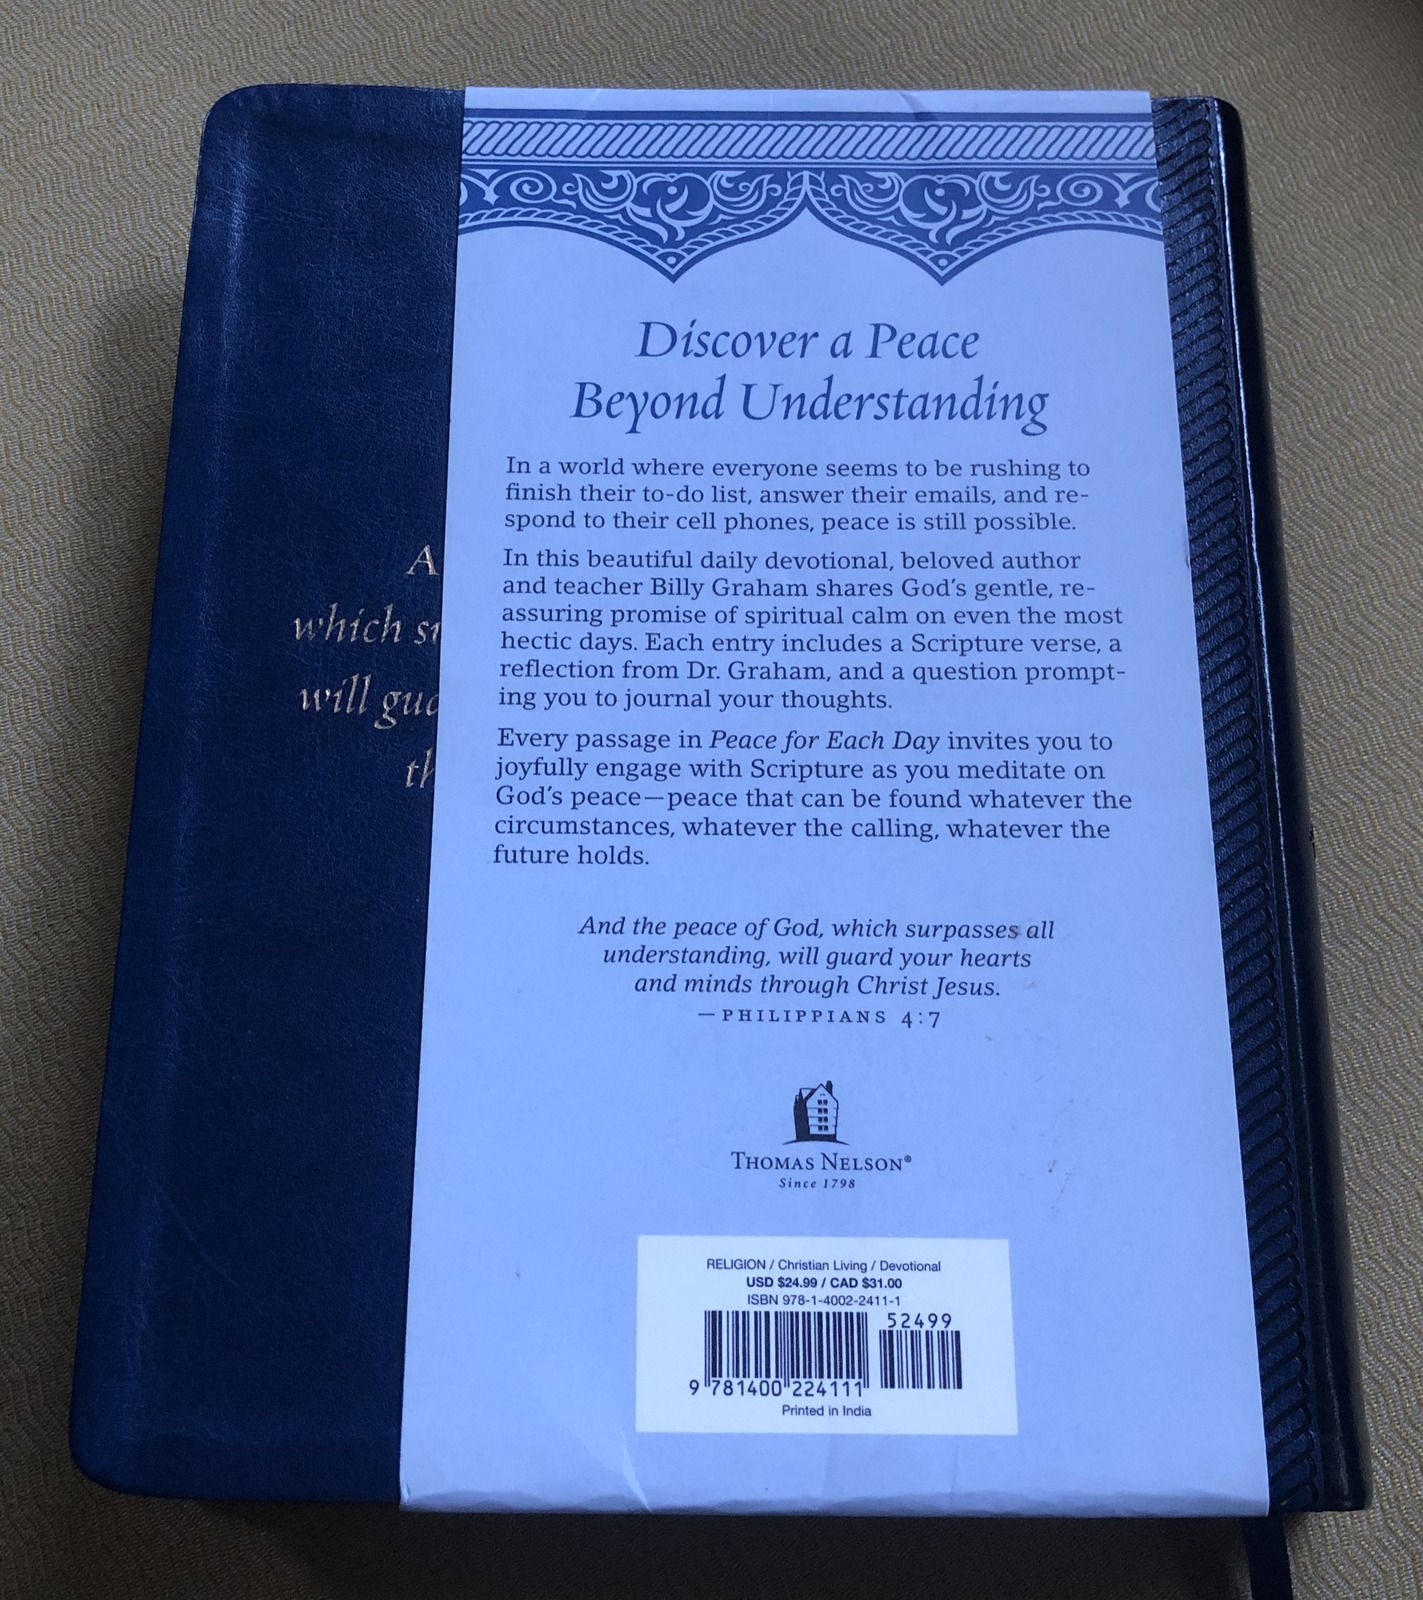 A
which
will
Discover a Peace
Beyond Understanding
In a world where everyone seems to be rushing to
finish their to-do list, answer their emails, and re-
spond to their cell phones, peace is still possible.
In this beautiful daily devotional, beloved author
and teacher Billy Graham shares God's gentle, re-
assuring promise of spiritual calm on even the most
hectic days. Each entry includes a Scripture verse, a
reflection from Dr. Graham, and a question prompt-
ing you to journal your thoughts.
Every passage in Peace for Each Day invites you to
joyfully engage with Scripture as you meditate on
God's peace—peace that can be found whatever the
circumstances, whatever the calling, whatever the
future holds.
And the peace of God, which surpasses all
understanding, will guard your hearts
and minds through Christ Jesus.
—PHILIPPIANS 4:7
THOMAS NELSON®
Since 1798
RELIGION / Christian Living / Devotional
USD $24.99 / CAD $31.00
ISBN 978-1-4002-2411-1
52499
9 781400 224111
Printed in India